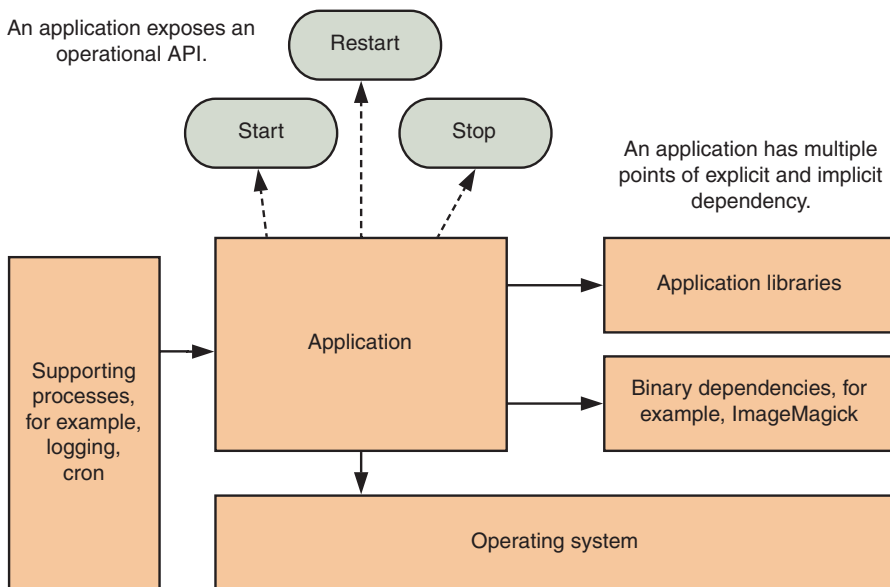 An application exposes an
operational API.
Restart
Start
Stop
An application has multiple
points of explicit and implicit
dependency.
Application libraries
Application
Supporting
processes,
for example,
logging,
cron
Binary dependencies, for
example, ImageMagick
Operating system